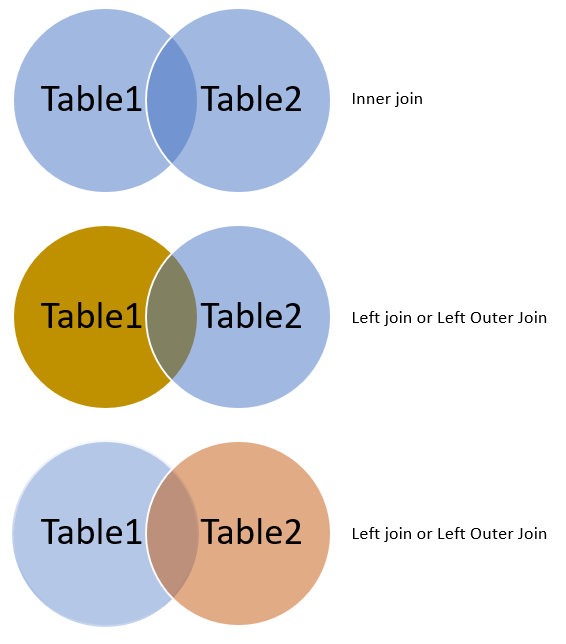 Table1 Table2 Inner join
Table1 Table2 Left join or Left Outer Join
Table1 Table2 Left join or Left Outer Join